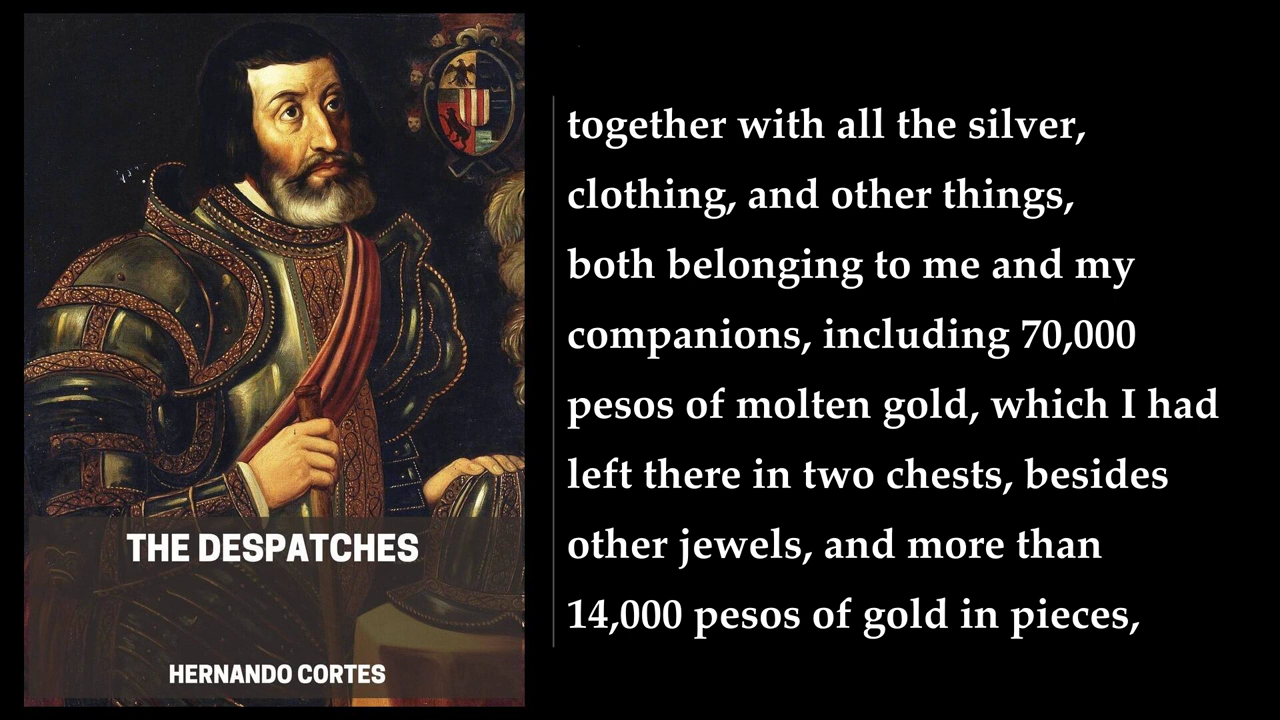 THE DESPATCHES
HERNANDO CORTES
together with all the silver,
clothing, and other things,
both belonging to me and my
companions, including 70,000
pesos of molten gold, which I had
left there in two chests, besides
other jewels, and more than
14,000 pesos of gold in pieces,